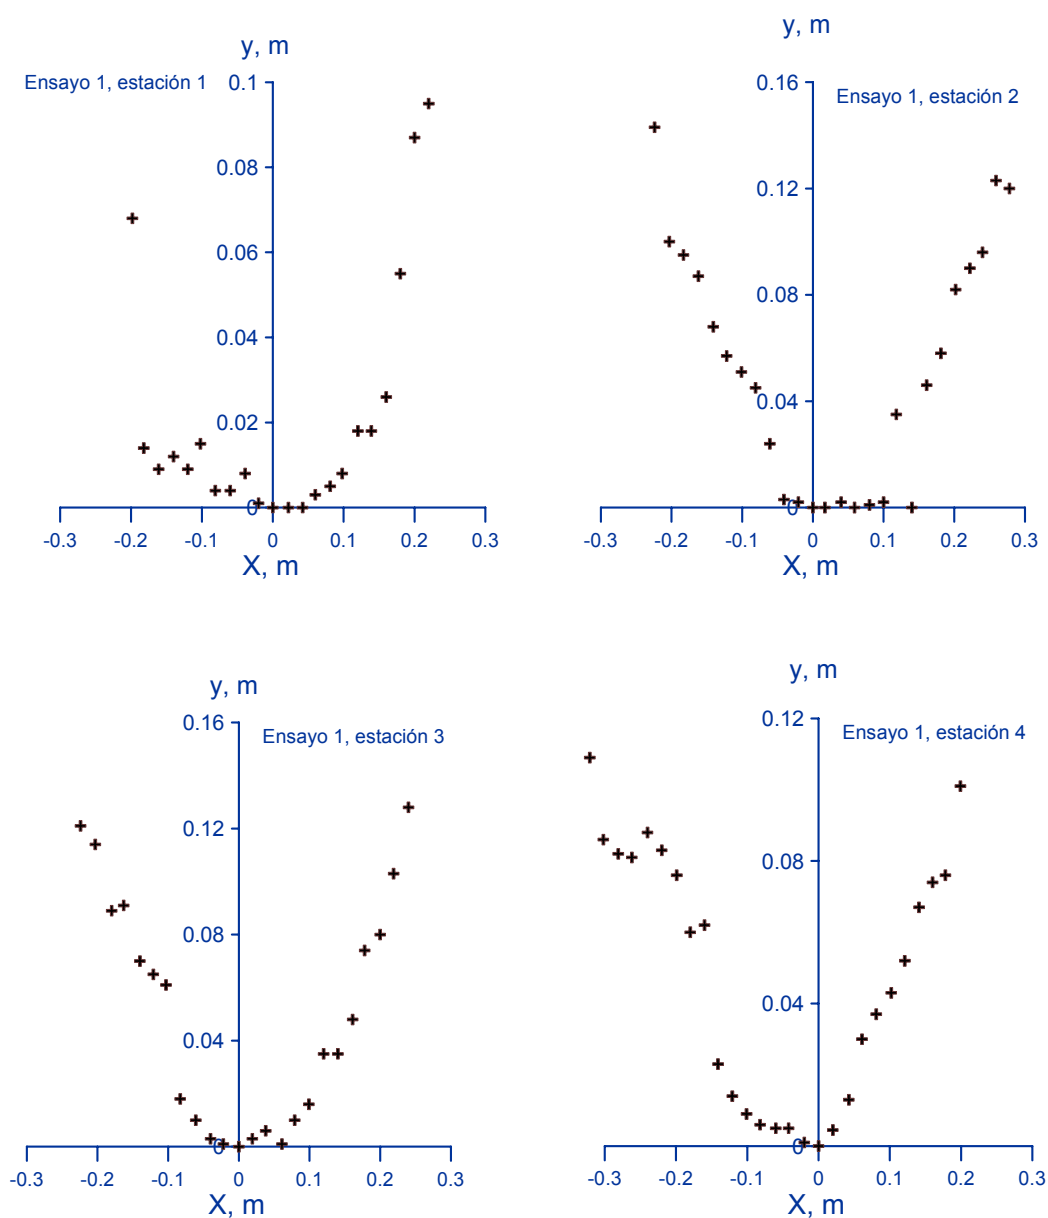 y, m
Ensayo 1, estación 1
0.1
0.08
0.06
0.04
0.02
0
-0.3 -0.2 -0.1 0 0.1 0.2 0.3
X, m
y, m
0.16
Ensayo 1, estación 2
0.12
0.08
0.04
0
-0.3 -0.2 -0.1 0 0.1 0.2 0.3
X, m
y, m
0.16
Ensayo 1, estación 3
0.12
0.08
0.04
0
-0.3 -0.2 -0.1 0 0.1 0.2 0.3
X, m
y, m
0.12
Ensayo 1, estación 4
0.08
0.04
0
-0.3 -0.2 -0.1 0 0.1 0.2 0.3
X, m